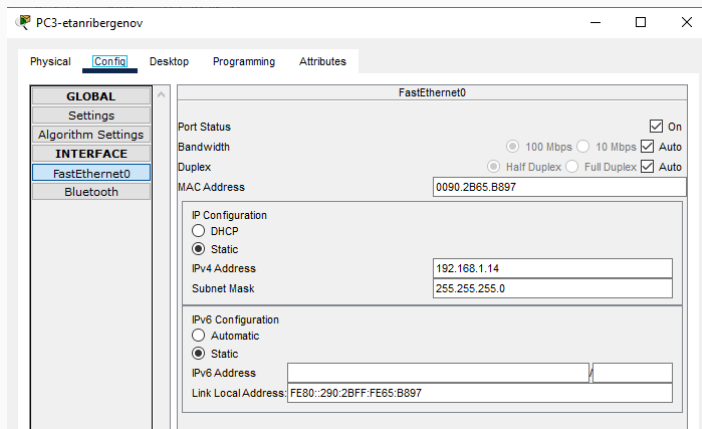 PC3-etanribergenov
Physical Config Desktop Programming Attributes
GLOBAL
Settings
Algorithm Settings
INTERFACE
FastEthernet0
Bluetooth
FastEthernet0
Port Status On
Bandwidth 100 Mbps 10 Mbps Auto
Duplex Half Duplex Full Duplex Auto
MAC Address 0090.2B65.B897
IP Configuration
DHCP
Static
IPv4 Address 192.168.1.14
Subnet Mask 255.255.255.0
IPv6 Configuration
Automatic
Static
IPv6 Address /
Link Local Address: FE80::290:2BFF:FE65:B897